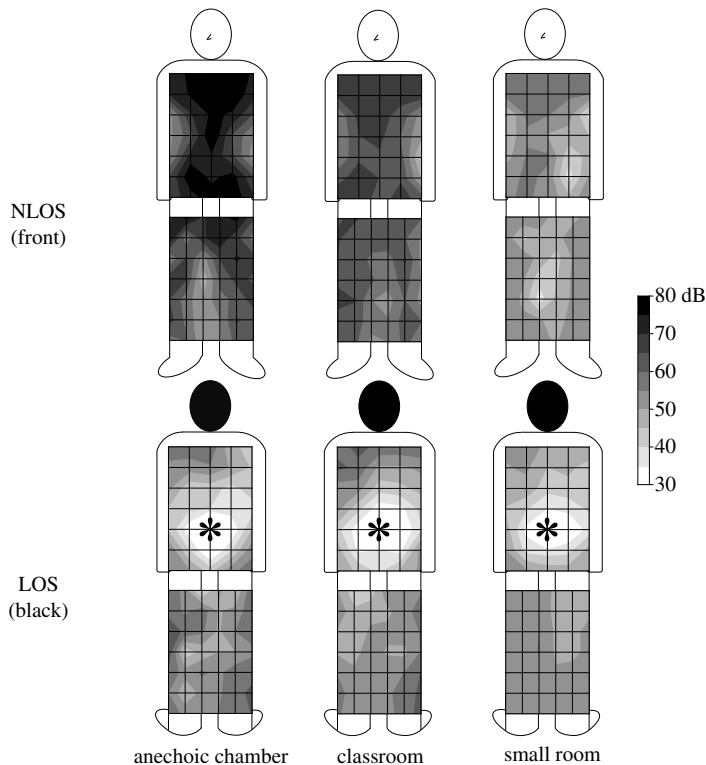 NLOS
(front)
80 dB
70
60
50
40
30
LOS
(black)
anechoic chamber
classroom
small room